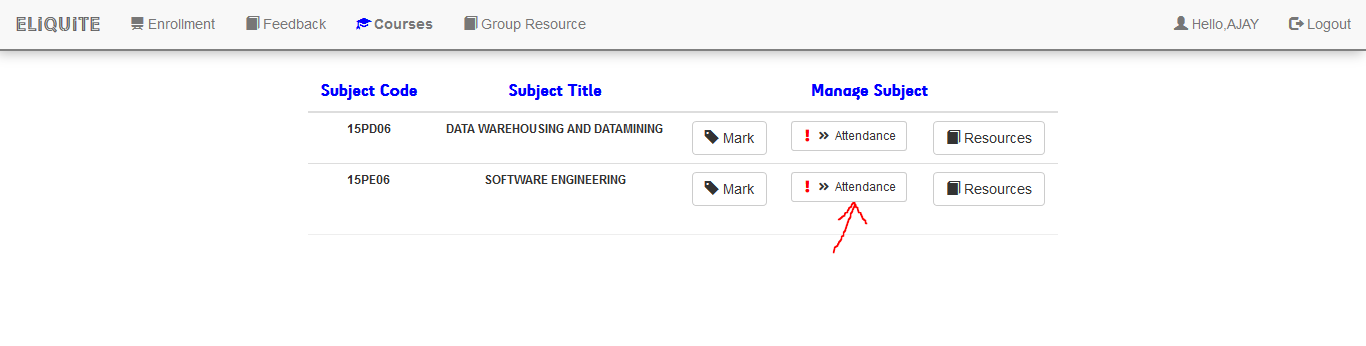 ELiQUiTE Enrollment Feedback Courses Group Resource Hello,AJAY Logout
Subject Code Subject Title Manage Subject
15PD06 DATA WAREHOUSING AND DATAMINING Mark ! » Attendance Resources
15PE06 SOFTWARE ENGINEERING Mark ! » Attendance Resources